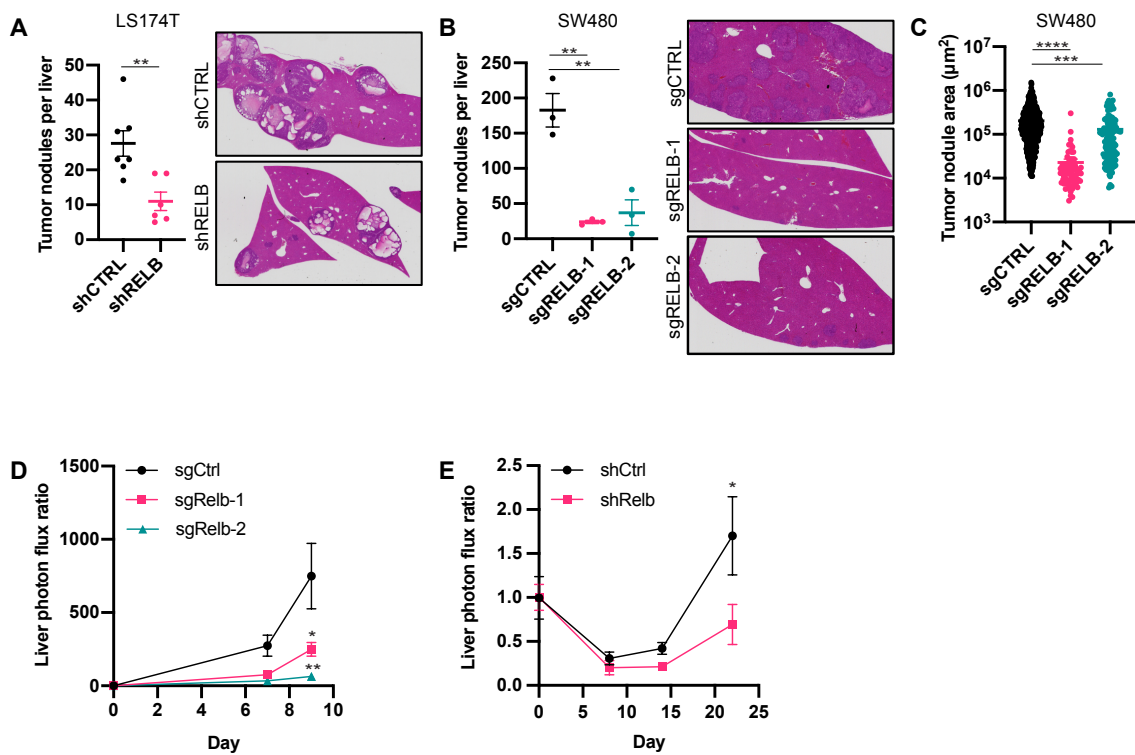 A
LS174T
Tumor nodules per liver
50
40
30
20
10
0
**
shCTRL
shRELB
shCTRL
shRELB
B
SW480
Tumor nodules per liver
250
200
150
100
50
0
**
**
sgCTRL
sgRELB-1
sgRELB-2
sgCTRL
sgRELB-1
sgRELB-2
C
SW480
Tumor nodule area (µm²)
10⁷
10⁶
10⁵
10⁴
10³
****
***
sgCTRL
sgRELB-1
sgRELB-2
D
Liver photon flux ratio
1500
1000
500
0
sgCtrl
sgRelb-1
sgRelb-2
*
**
0 2 4 6 8 10
Day
E
Liver photon flux ratio
2.5
2.0
1.5
1.0
0.5
0.0
shCtrl
shRelb
*
0 5 10 15 20 25
Day